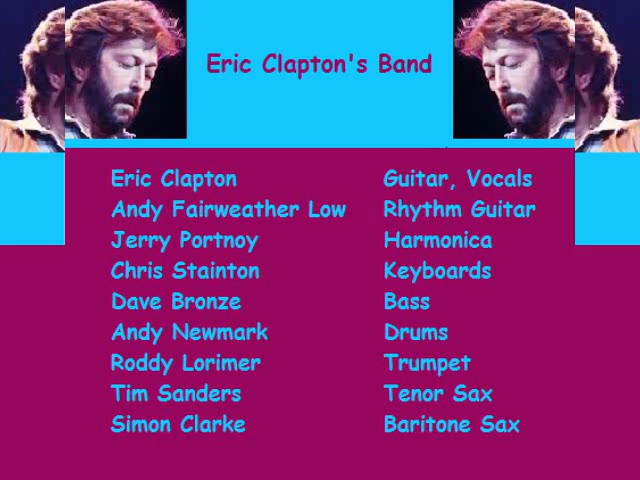 Eric Clapton's Band
Eric Clapton Guitar, Vocals
Andy Fairweather Low Rhythm Guitar
Jerry Portnoy Harmonica
Chris Stainton Keyboards
Dave Bronze Bass
Andy Newmark Drums
Roddy Lorimer Trumpet
Tim Sanders Tenor Sax
Simon Clarke Baritone Sax